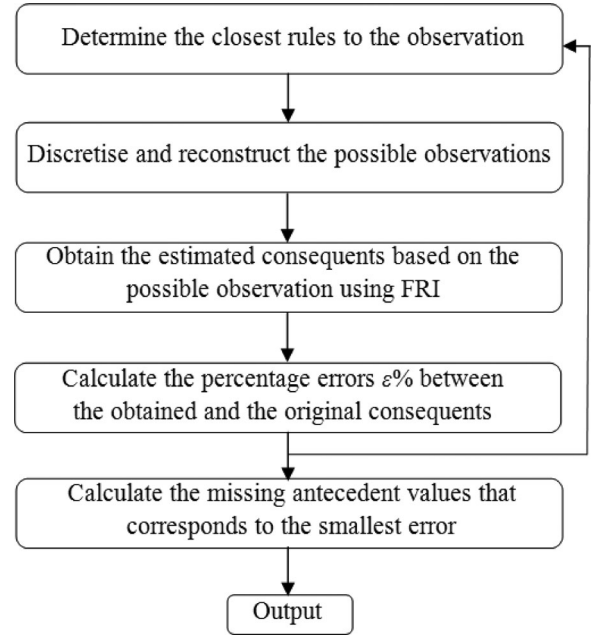 Determine the closest rules to the observation
Discretise and reconstruct the possible observations
Obtain the estimated consequents based on the
possible observation using FRI
Calculate the percentage errors ε% between
the obtained and the original consequents
Calculate the missing antecedent values that
corresponds to the smallest error
Output